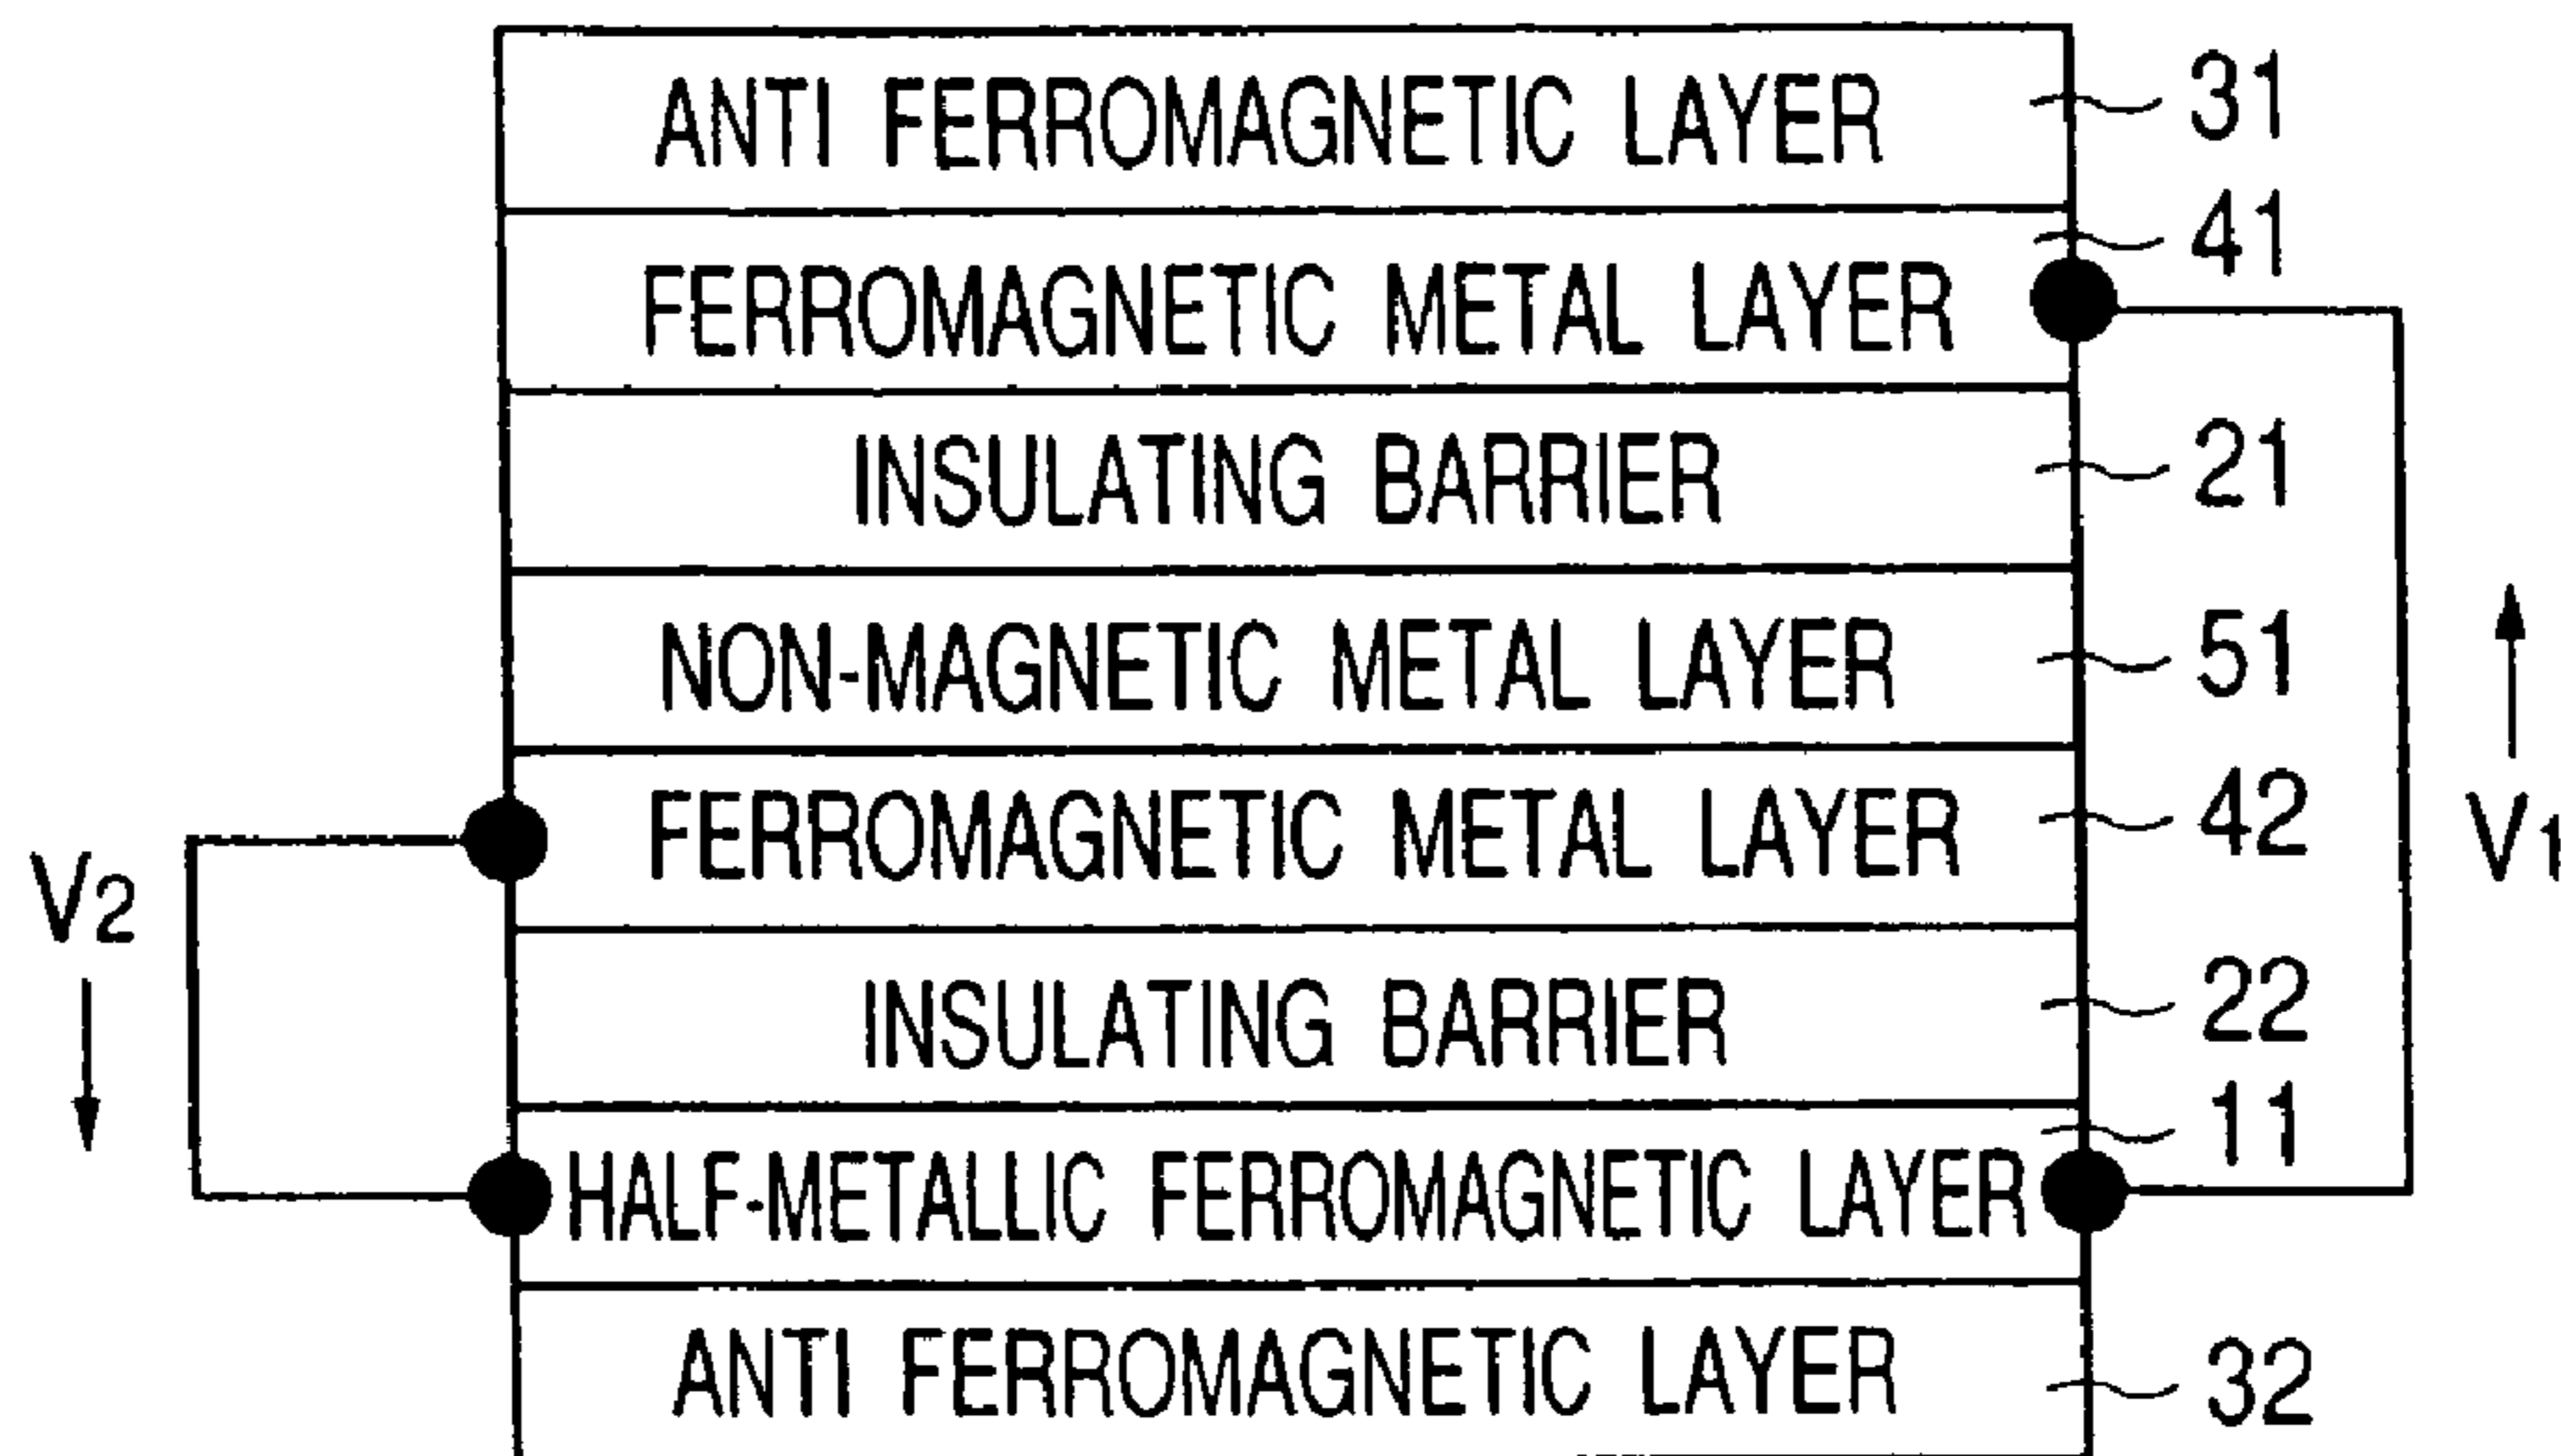 ANTI FERROMAGNETIC LAYER 31
FERROMAGNETIC METAL LAYER 41
INSULATING BARRIER 21
NON-MAGNETIC METAL LAYER 51
FERROMAGNETIC METAL LAYER 42
V2
V1
INSULATING BARRIER 22
HALF-METALLIC FERROMAGNETIC LAYER 11
ANTI FERROMAGNETIC LAYER 32